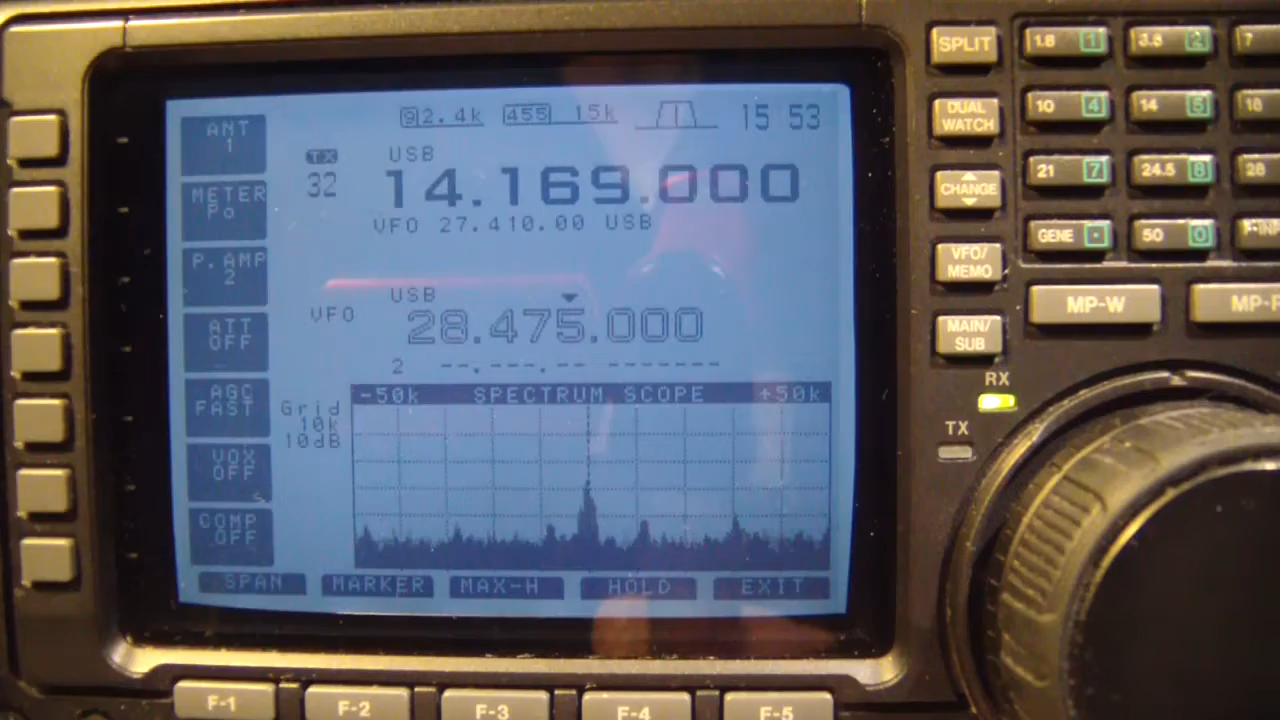 ANT
1
METER
Po
P.AMP
2
ATT
OFF
AGC
FAST
VOX
OFF
S.
COMP
OFF
9 2.4k 455 15k 15 53
TX USB
32 14.169.000
VFO 27.410.00 USB
USB
VFO 28.475.000
2 --.---.--
-50k SPECTRUM SCOPE +50k
Grid
10k
10dB
SPAN MARKER MAX-H HOLD EXIT
F-1 F-2 F-3 F-4 F-5
SPLIT
DUAL
WATCH
CHANGE
VFO/
MEMO
MAIN/
SUB
1.8 1 3.8 2 7
10 4 14 5 18
21 7 24.5 8 28
GENE · 50 0 F-INP
MP-W MP-R
RX
TX